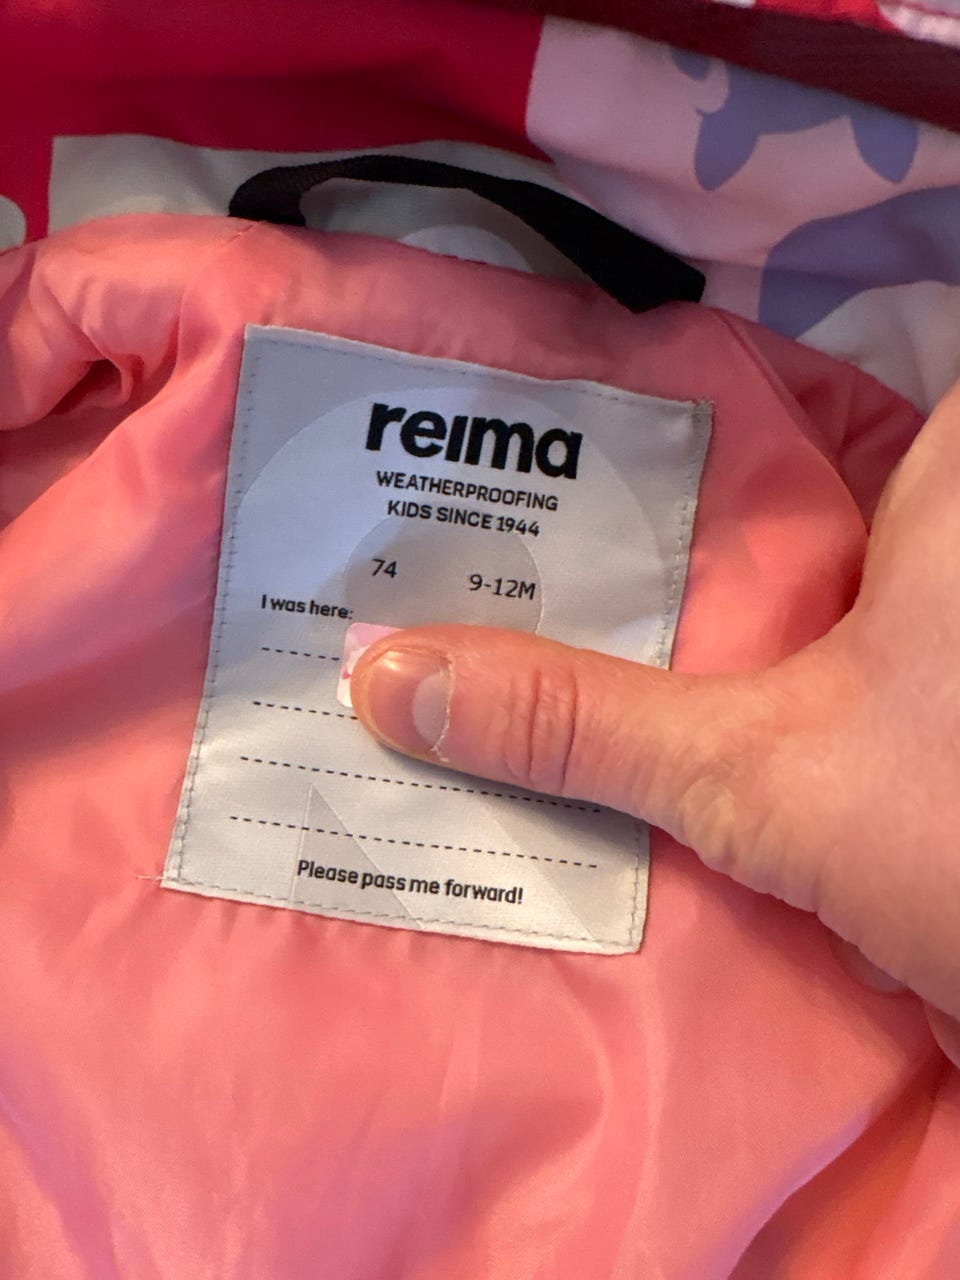 reima
WEATHERPROOFING
KIDS SINCE 1944
74 9-12M
I was here:
Please pass me forward!